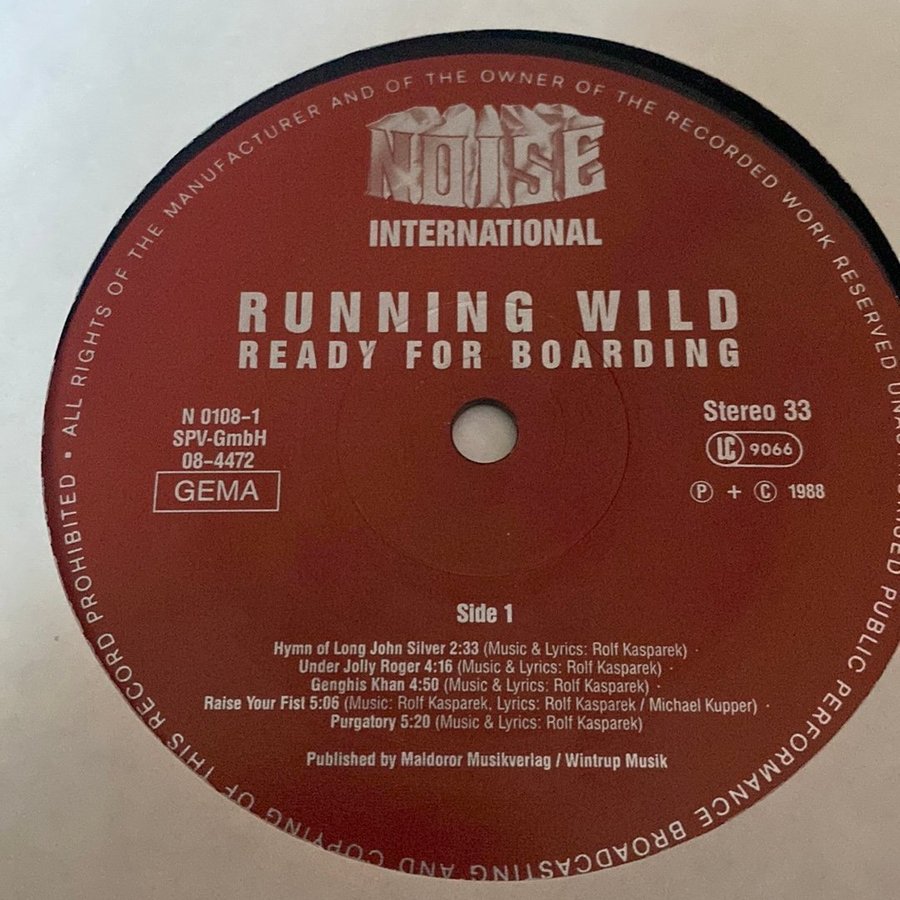 NOISE
INTERNATIONAL
RUNNING WILD
READY FOR BOARDING
N 0108-1
SPV-GmbH
08-4472
GEMA
Stereo 33
LC 9066
Ⓟ + Ⓒ 1988
Side 1
Hymn of Long John Silver 2:33 (Music & Lyrics: Rolf Kasparek) ·
Under Jolly Roger 4:16 (Music & Lyrics: Rolf Kasparek) ·
Genghis Khan 4:50 (Music & Lyrics: Rolf Kasparek) ·
Raise Your Fist 5:06 (Music: Rolf Kasparek, Lyrics: Rolf Kasparek / Michael Kupper) ·
Purgatory 5:20 (Music & Lyrics: Rolf Kasparek)
Published by Maldoror Musikverlag / Wintrup Musik
• ALL RIGHTS OF THE MANUFACTURER AND OF THE OWNER OF THE RECORDED WORK RESERVED PUBLIC PERFORMANCE BROADCASTING AND COPYING OF THIS RECORD PROHIBITED